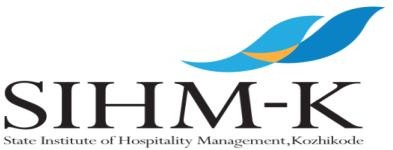 SIHM-K
State Institute of Hospitality Management,Kozhikode